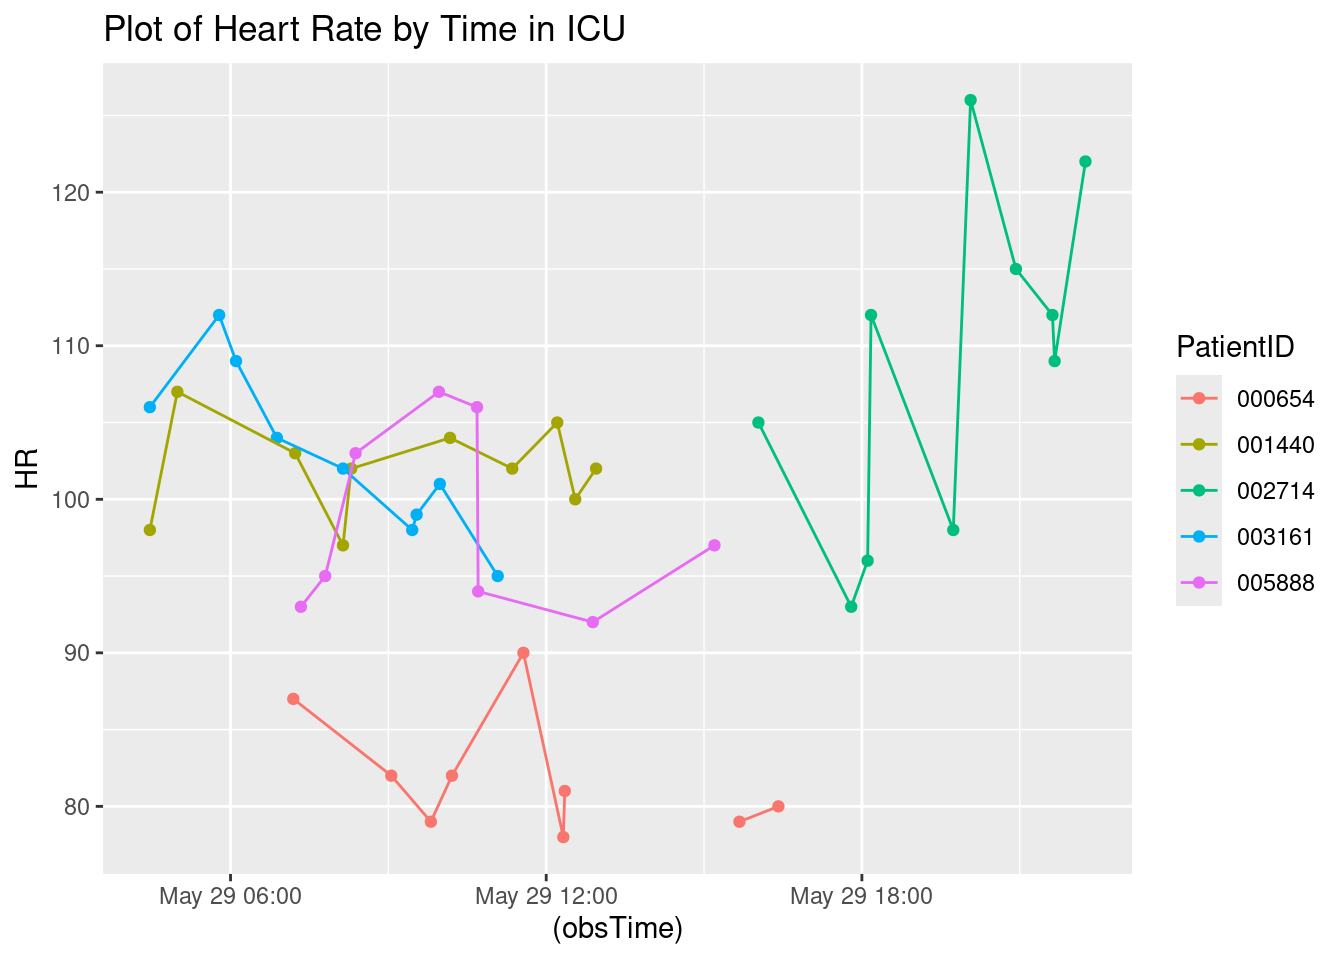 Plot of Heart Rate by Time in ICU
HR
120
110
100
90
80
May 29 06:00
May 29 12:00
May 29 18:00
(obsTime)
PatientID
000654
001440
002714
003161
005888